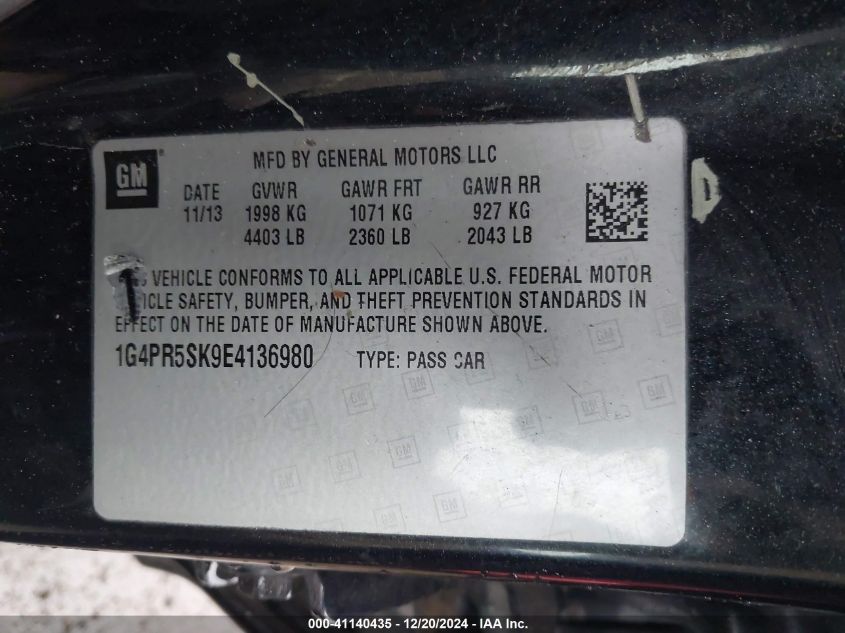 GM
MFD BY GENERAL MOTORS LLC
DATE GVWR GAWR FRT GAWR RR
11/13 1998 KG 1071 KG 927 KG
4403 LB 2360 LB 2043 LB
VEHICLE CONFORMS TO ALL APPLICABLE U.S. FEDERAL MOTOR
SAFETY, BUMPER, AND THEFT PREVENTION STANDARDS IN
EFFECT ON THE DATE OF MANUFACTURE SHOWN ABOVE.
1G4PR5SK9E4136980 TYPE: PASS CAR
000-41140435 - 12/20/2024 - IAA, Inc.